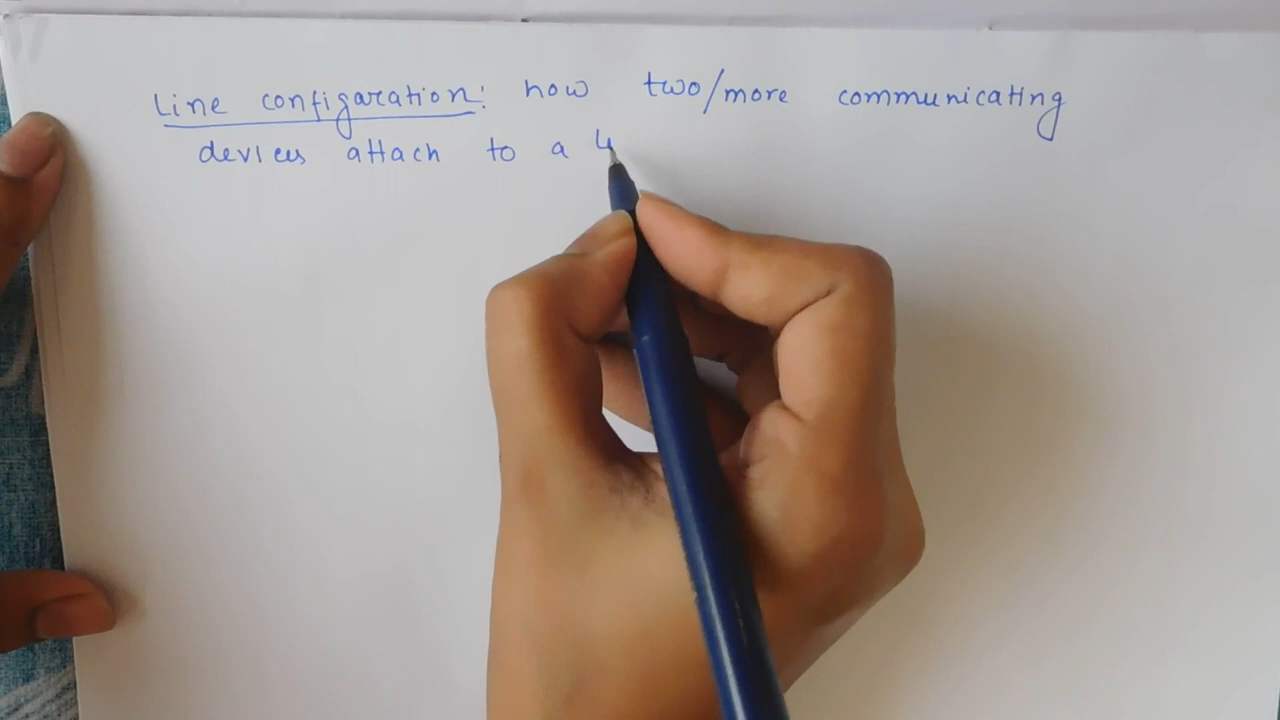 Line configaration: how two/more communicating
devices attach to a